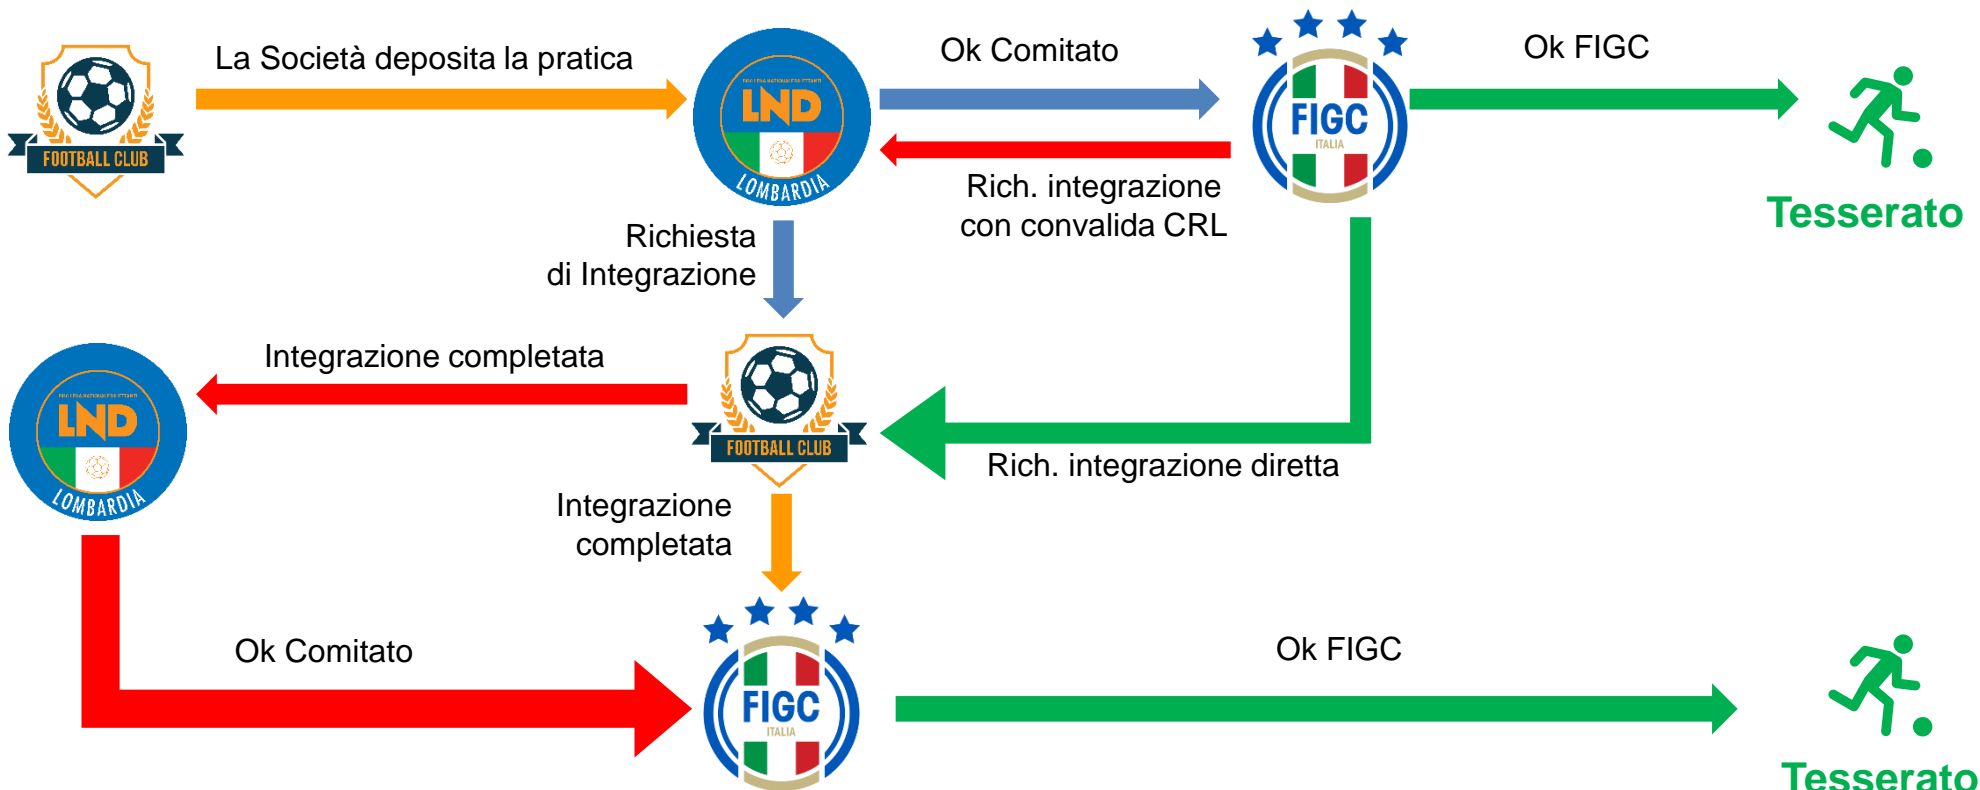 La Società deposita la pratica
Ok Comitato
Ok FIGC
FOOTBALL CLUB
LND
LOMBARDIA
FIGC
ITALIA
Rich. integrazione
con convalida CRL
Tesserato
Richiesta
di Integrazione
Integrazione completata
LND
LOMBARDIA
FOOTBALL CLUB
Rich. integrazione diretta
Integrazione
completata
Ok Comitato
FIGC
ITALIA
Ok FIGC
Tesserato